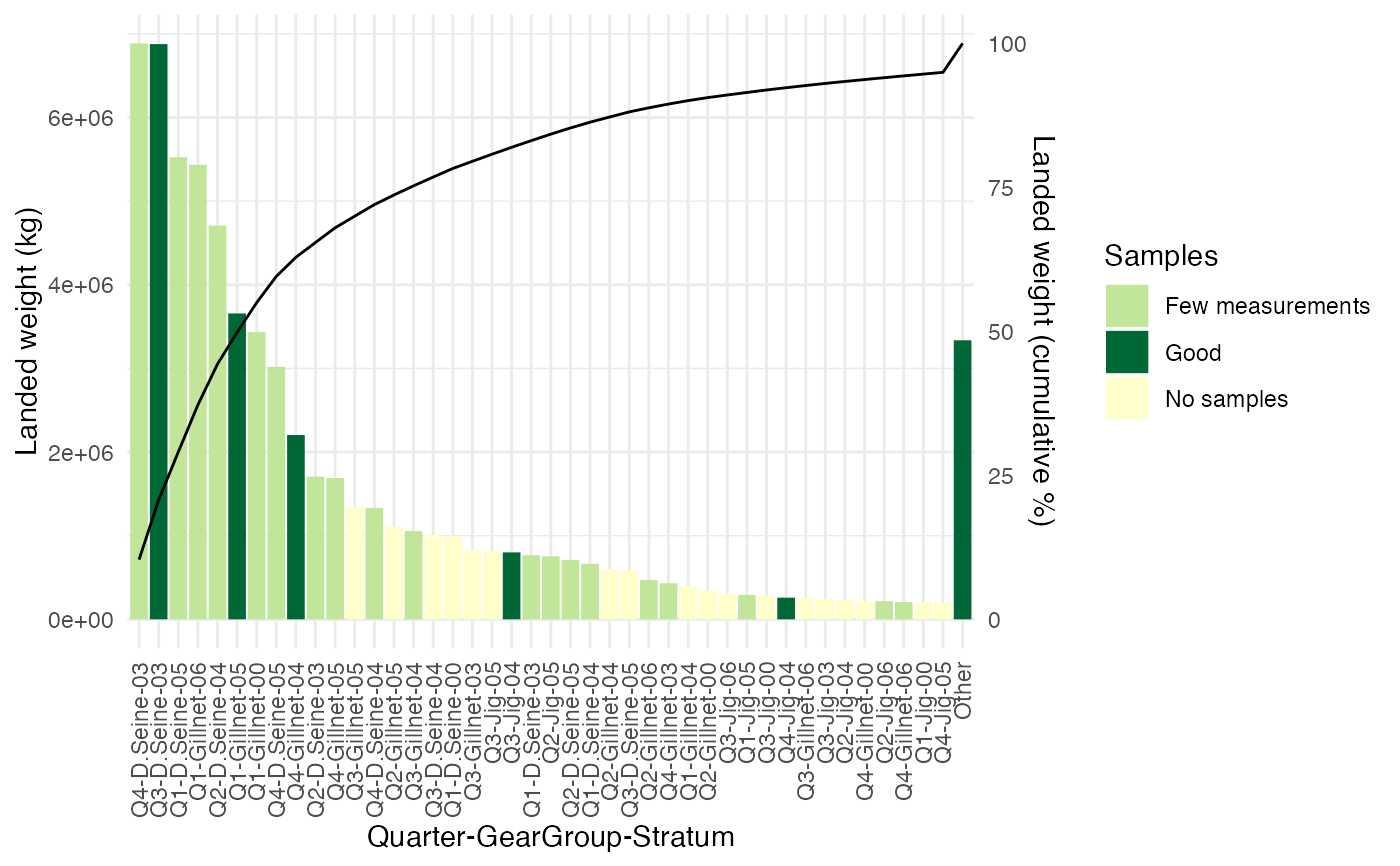 Landed weight (kg)
6e+06
4e+06
2e+06
0e+00
100
75
50
25
0
Landed weight (cumulative %)
Q4-D.Seine-03
Q3-D.Seine-03
Q1-D.Seine-05
Q1-Gillnet-06
Q2-D.Seine-04
Q1-Gillnet-05
Q1-Gillnet-00
Q4-D.Seine-05
Q4-Gillnet-04
Q2-D.Seine-03
Q4-Gillnet-05
Q3-Gillnet-05
Q4-D.Seine-04
Q2-Gillnet-05
Q3-Gillnet-04
Q3-D.Seine-04
Q1-D.Seine-00
Q3-Gillnet-03
Q3-Jig-05
Q3-Jig-04
Q1-D.Seine-03
Q2-Jig-05
Q2-D.Seine-05
Q1-D.Seine-04
Q2-Gillnet-04
Q3-D.Seine-05
Q2-Gillnet-06
Q4-Gillnet-03
Q1-Gillnet-04
Q2-Gillnet-00
Q3-Jig-06
Q1-Jig-05
Q3-Jig-00
Q4-Jig-04
Q3-Gillnet-06
Q3-Jig-03
Q2-Jig-04
Q4-Gillnet-00
Q2-Jig-06
Q4-Gillnet-06
Q1-Jig-00
Q4-Jig-05
Other
Quarter-GearGroup-Stratum
Samples
Few measurements
Good
No samples